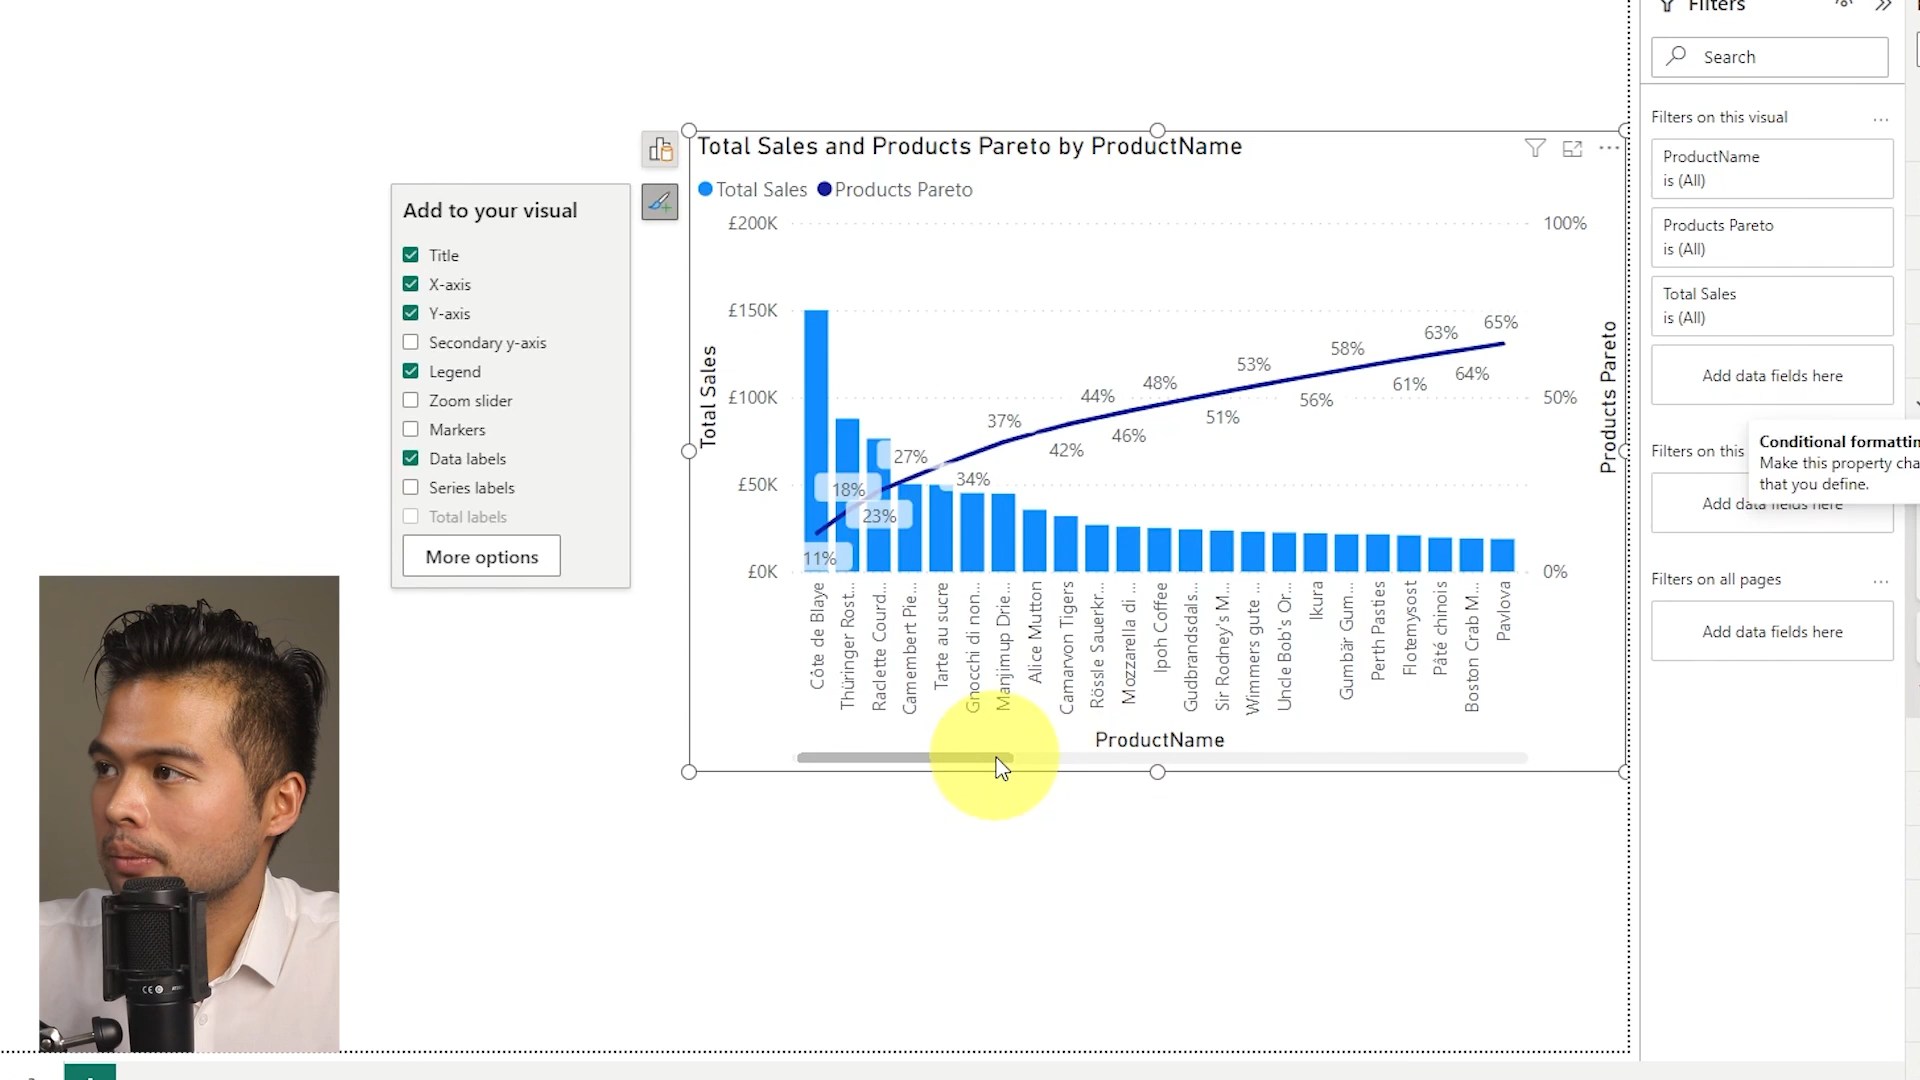 Filters
Search
Filters on this visual ...
ProductName
is (All)
Products Pareto
is (All)
Total Sales
is (All)
Add data fields here
Filters on this
Add data fields here
Conditional formattin
Make this property cha
that you define.
Filters on all pages ...
Add data fields here
Add to your visual
Title
X-axis
Y-axis
Secondary y-axis
Legend
Zoom slider
Markers
Data labels
Series labels
Total labels
More options
Total Sales and Products Pareto by ProductName
Total Sales Products Pareto
Total Sales
£200K
£150K
£100K
£50K
£0K
100%
50%
0%
Products Pareto
11%
18%
23%
27%
34%
37%
42%
44%
46%
48%
51%
53%
56%
58%
61%
63%
64%
65%
Côte de Blaye
Thüringer Rost...
Raclette Courd...
Camembert Pie...
Tarte au sucre
Gnocchi di non...
Manjimup Drie...
Alice Mutton
Carnarvon Tigers
Rössle Sauerkr...
Mozzarella di ...
Ipoh Coffee
Gudbrandsdals...
Sir Rodney's M...
Wimmers gute ...
Uncle Bob's Or...
Ikura
Gumbär Gum...
Perth Pasties
Flotemysost
Pâté chinois
Boston Crab M...
Pavlova
ProductName